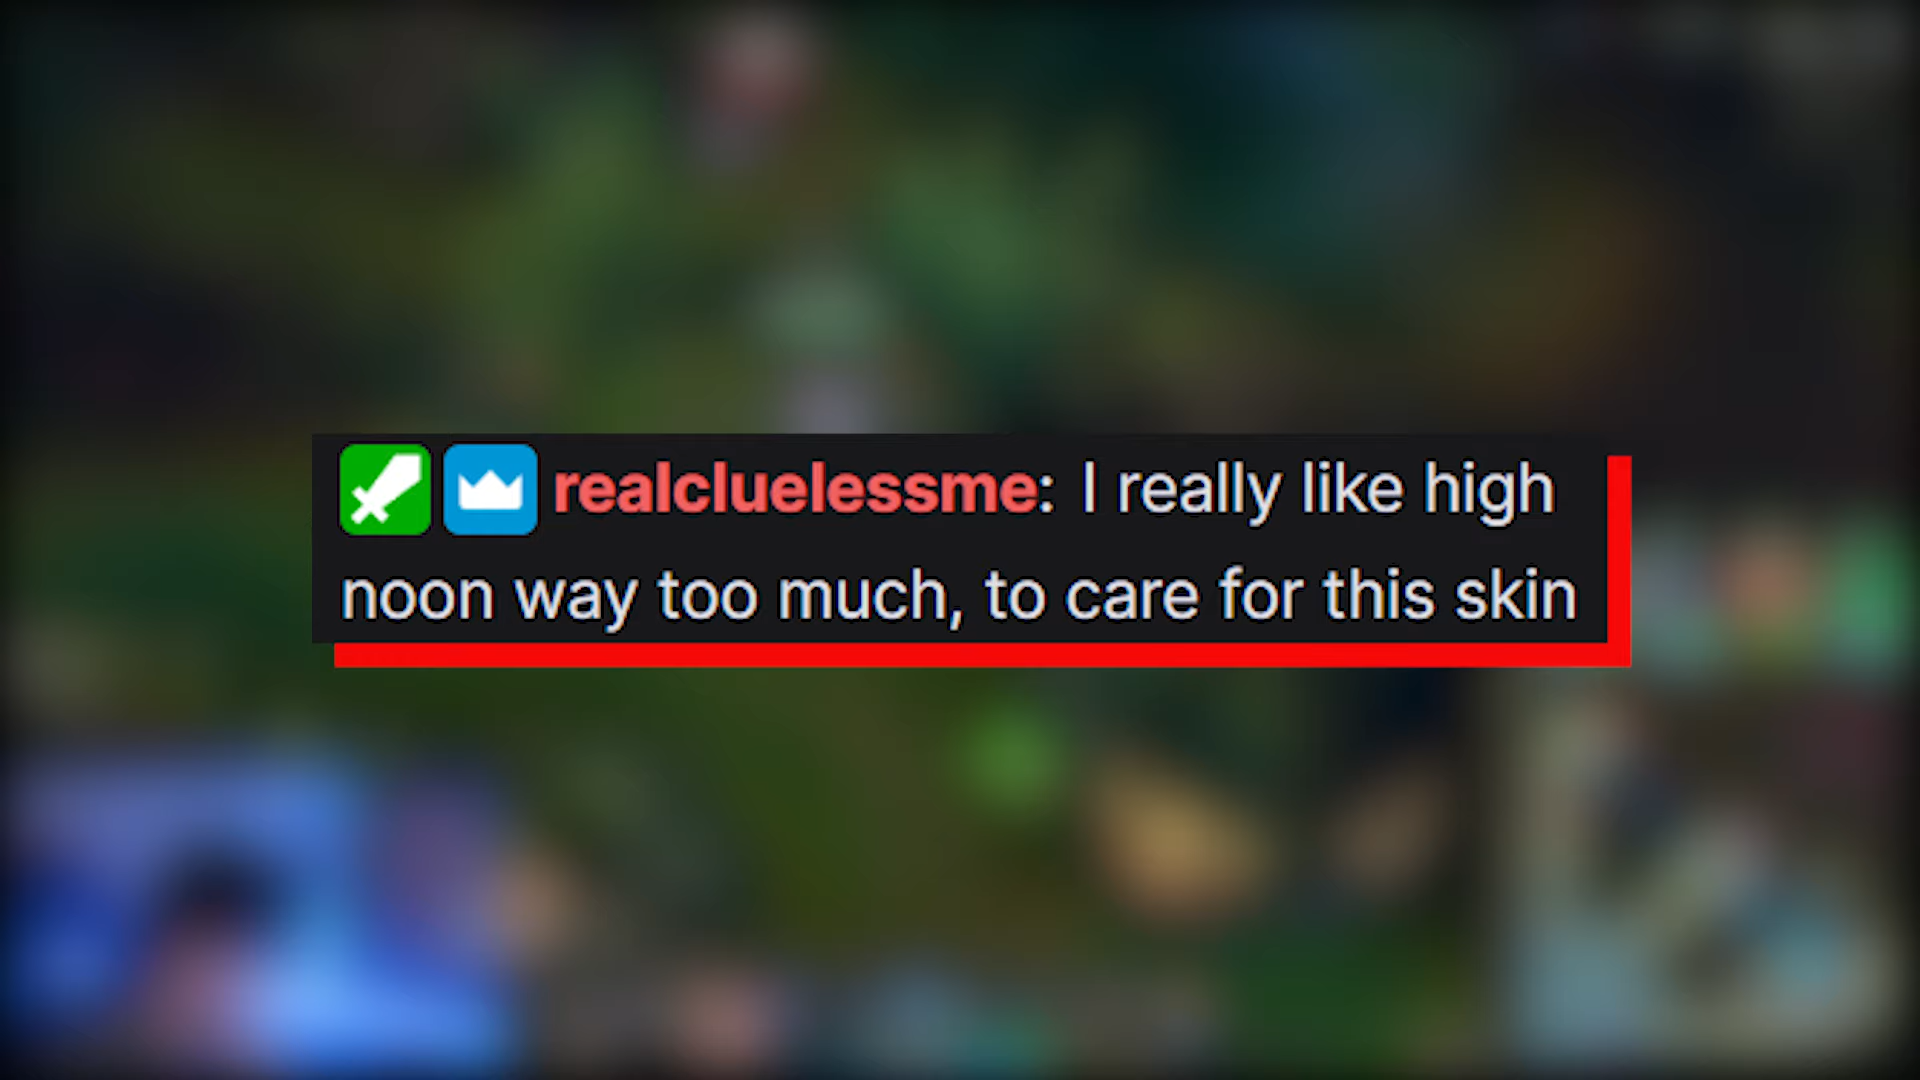 realcluelessme: I really like high
noon way too much, to care for this skin